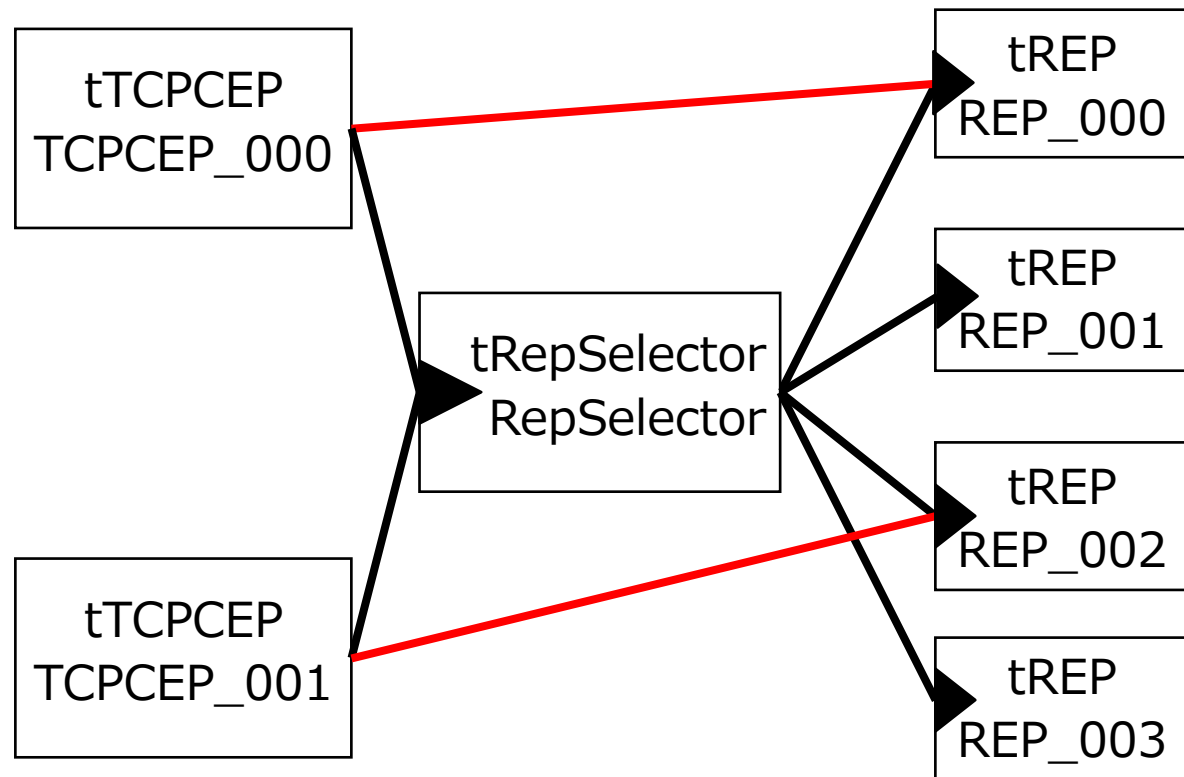 tTCPCEP
TCPCEP_000
tREP
REP_000
tREP
REP_001
tRepSelector
RepSelector
tREP
REP_002
tTCPCEP
TCPCEP_001
tREP
REP_003